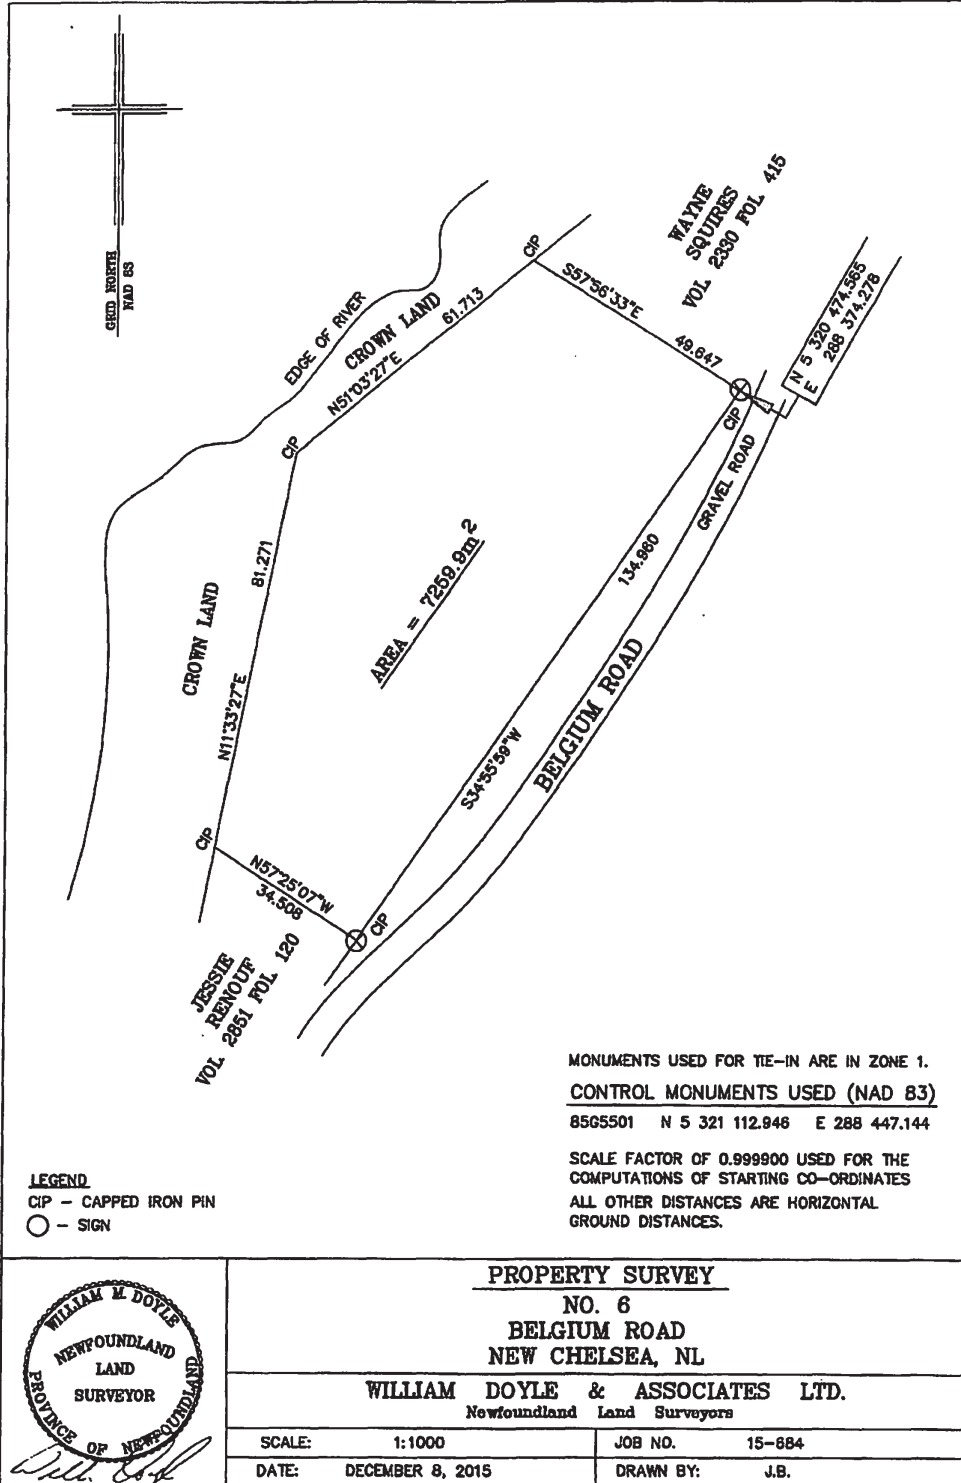 GRID NORTH
NAD 83
WAYNE
SQUIRES
VOL. 2330 FOL. 415
N 5 320 474.565
E 288 374.278
CIP
S57°56'33"E
49.647
EDGE OF RIVER
CROWN LAND
61.713
N51°03'27"E
CIP
CIP
GRAVEL ROAD
81.271
134.960
AREA = 7259.9m2
CROWN LAND
N11°33'27"E
BELGIUM ROAD
S34°55'59"W
CIP
N57°25'07"W
34.508
CIP
JESSIE
RENOUF
VOL. 2851 FOL. 120
MONUMENTS USED FOR TIE-IN ARE IN ZONE 1.
CONTROL MONUMENTS USED (NAD 83)
85G5501 N 5 321 112.946 E 288 447.144
SCALE FACTOR OF 0.999900 USED FOR THE
COMPUTATIONS OF STARTING CO-ORDINATES
ALL OTHER DISTANCES ARE HORIZONTAL
GROUND DISTANCES.
LEGEND
CIP - CAPPED IRON PIN
- SIGN
WILLIAM M. DOYLE
NEWFOUNDLAND
LAND
SURVEYOR
PROVINCE OF NEWFOUNDLAND
PROPERTY SURVEY
NO. 6
BELGIUM ROAD
NEW CHELSEA, NL
WILLIAM DOYLE & ASSOCIATES LTD.
Newfoundland Land Surveyors
SCALE: 1:1000
JOB NO. 15-684
DATE: DECEMBER 8, 2015
DRAWN BY: J.B.